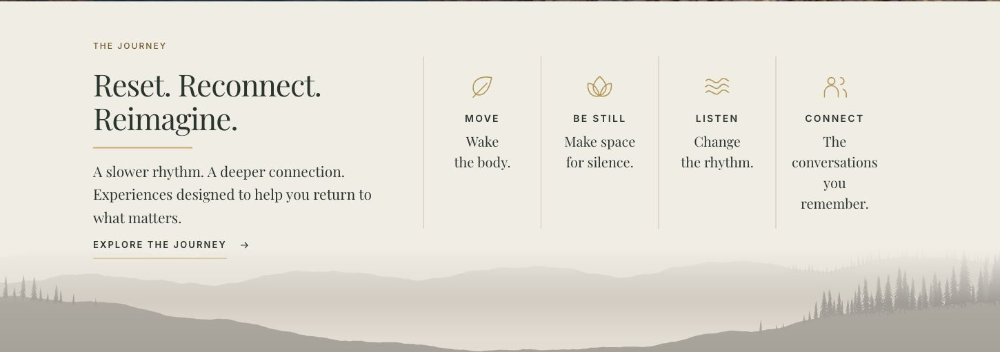 THE JOURNEY
Reset. Reconnect.
Reimagine.
A slower rhythm. A deeper connection.
Experiences designed to help you return to
what matters.
EXPLORE THE JOURNEY →
MOVE
Wake
the body.
BE STILL
Make space
for silence.
LISTEN
Change
the rhythm.
CONNECT
The
conversations
you
remember.